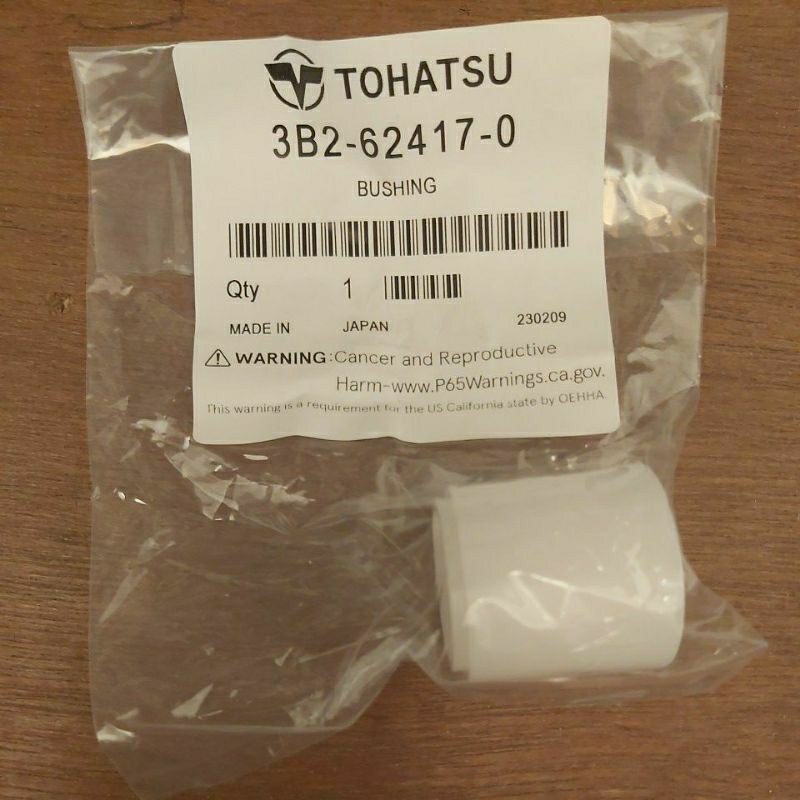 TOHATSU
3B2-62417-0
BUSHING
Qty 1
MADE IN JAPAN 230209
WARNING:Cancer and Reproductive
Harm-www.P65Warnings.ca.gov.
This warning is a requirement for the US California state by OEHHA.